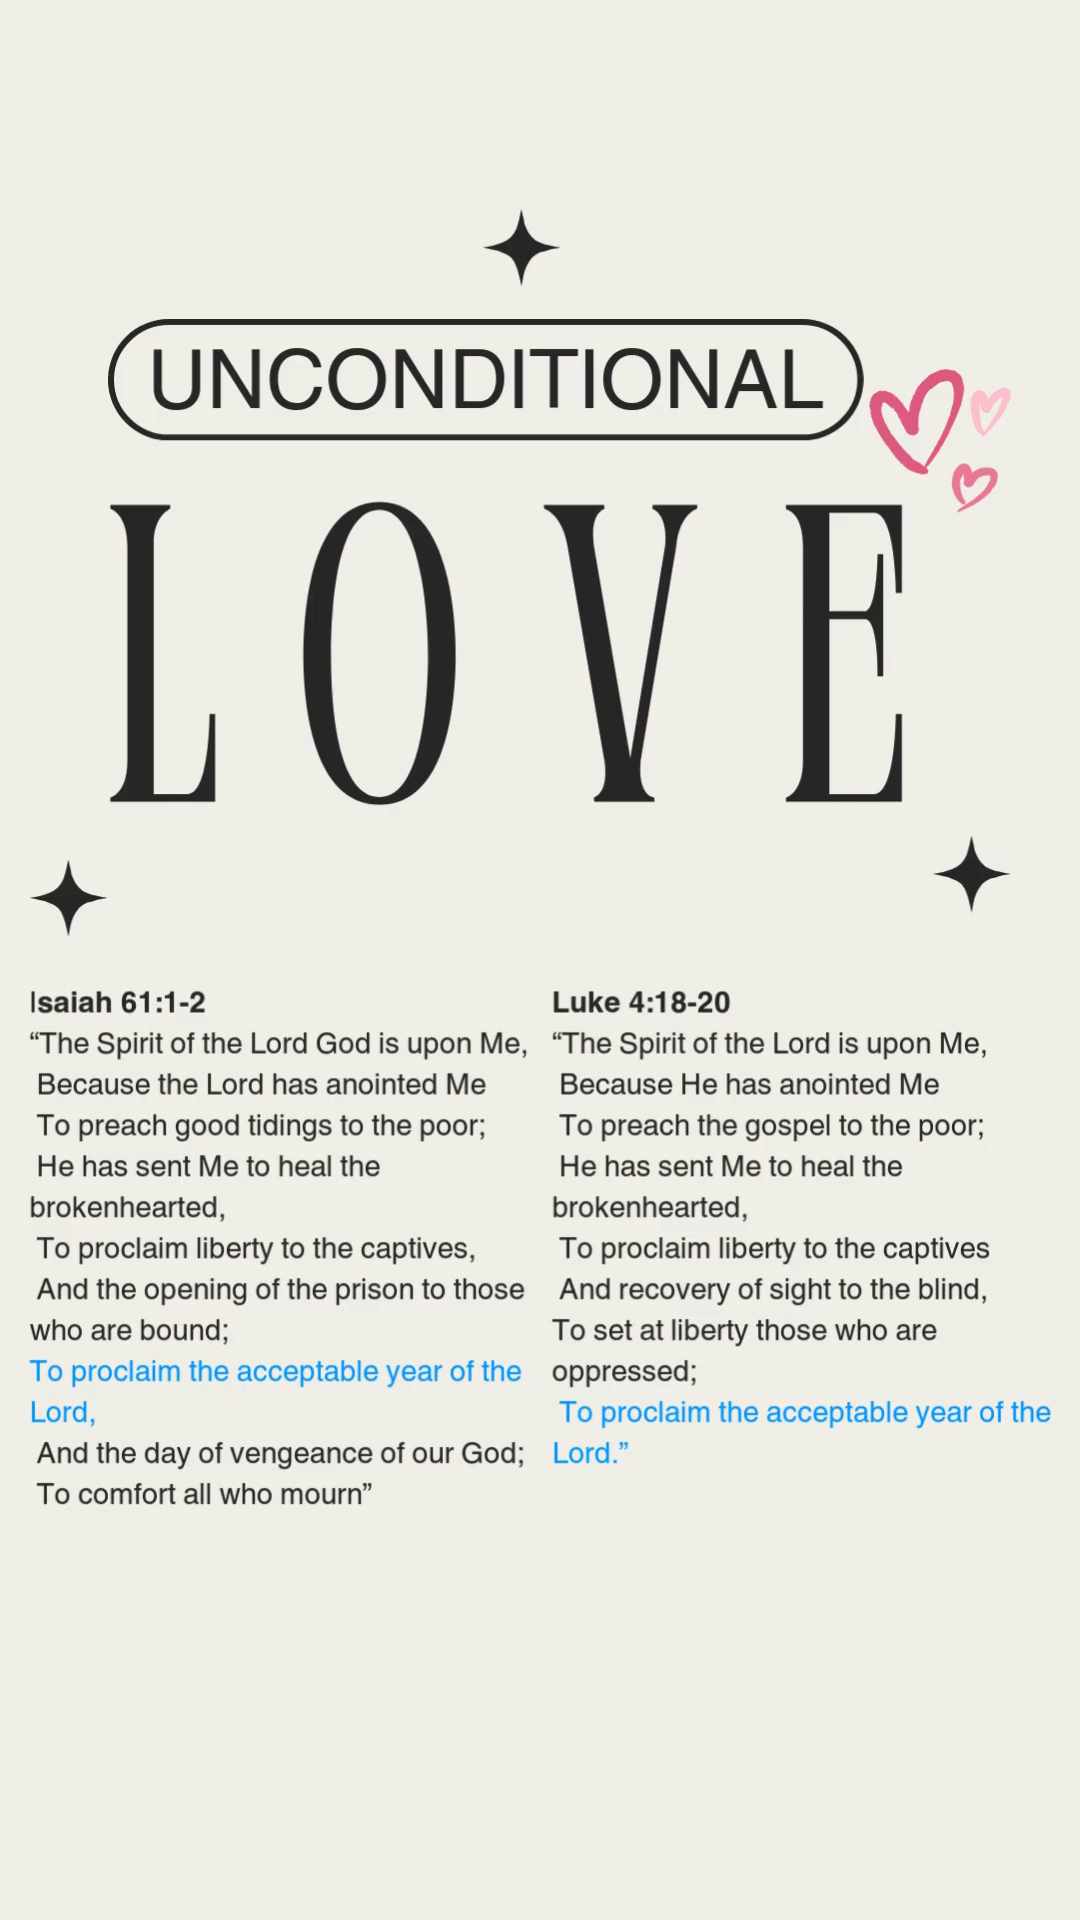 UNCONDITIONAL
LOVE
Isaiah 61:1-2
“The Spirit of the Lord God is upon Me,
Because the Lord has anointed Me
To preach good tidings to the poor;
He has sent Me to heal the
brokenhearted,
To proclaim liberty to the captives,
And the opening of the prison to those
who are bound;
To proclaim the acceptable year of the
Lord,
And the day of vengeance of our God;
To comfort all who mourn”
Luke 4:18-20
“The Spirit of the Lord is upon Me,
Because He has anointed Me
To preach the gospel to the poor;
He has sent Me to heal the
brokenhearted,
To proclaim liberty to the captives
And recovery of sight to the blind,
To set at liberty those who are
oppressed;
To proclaim the acceptable year of the
Lord.”